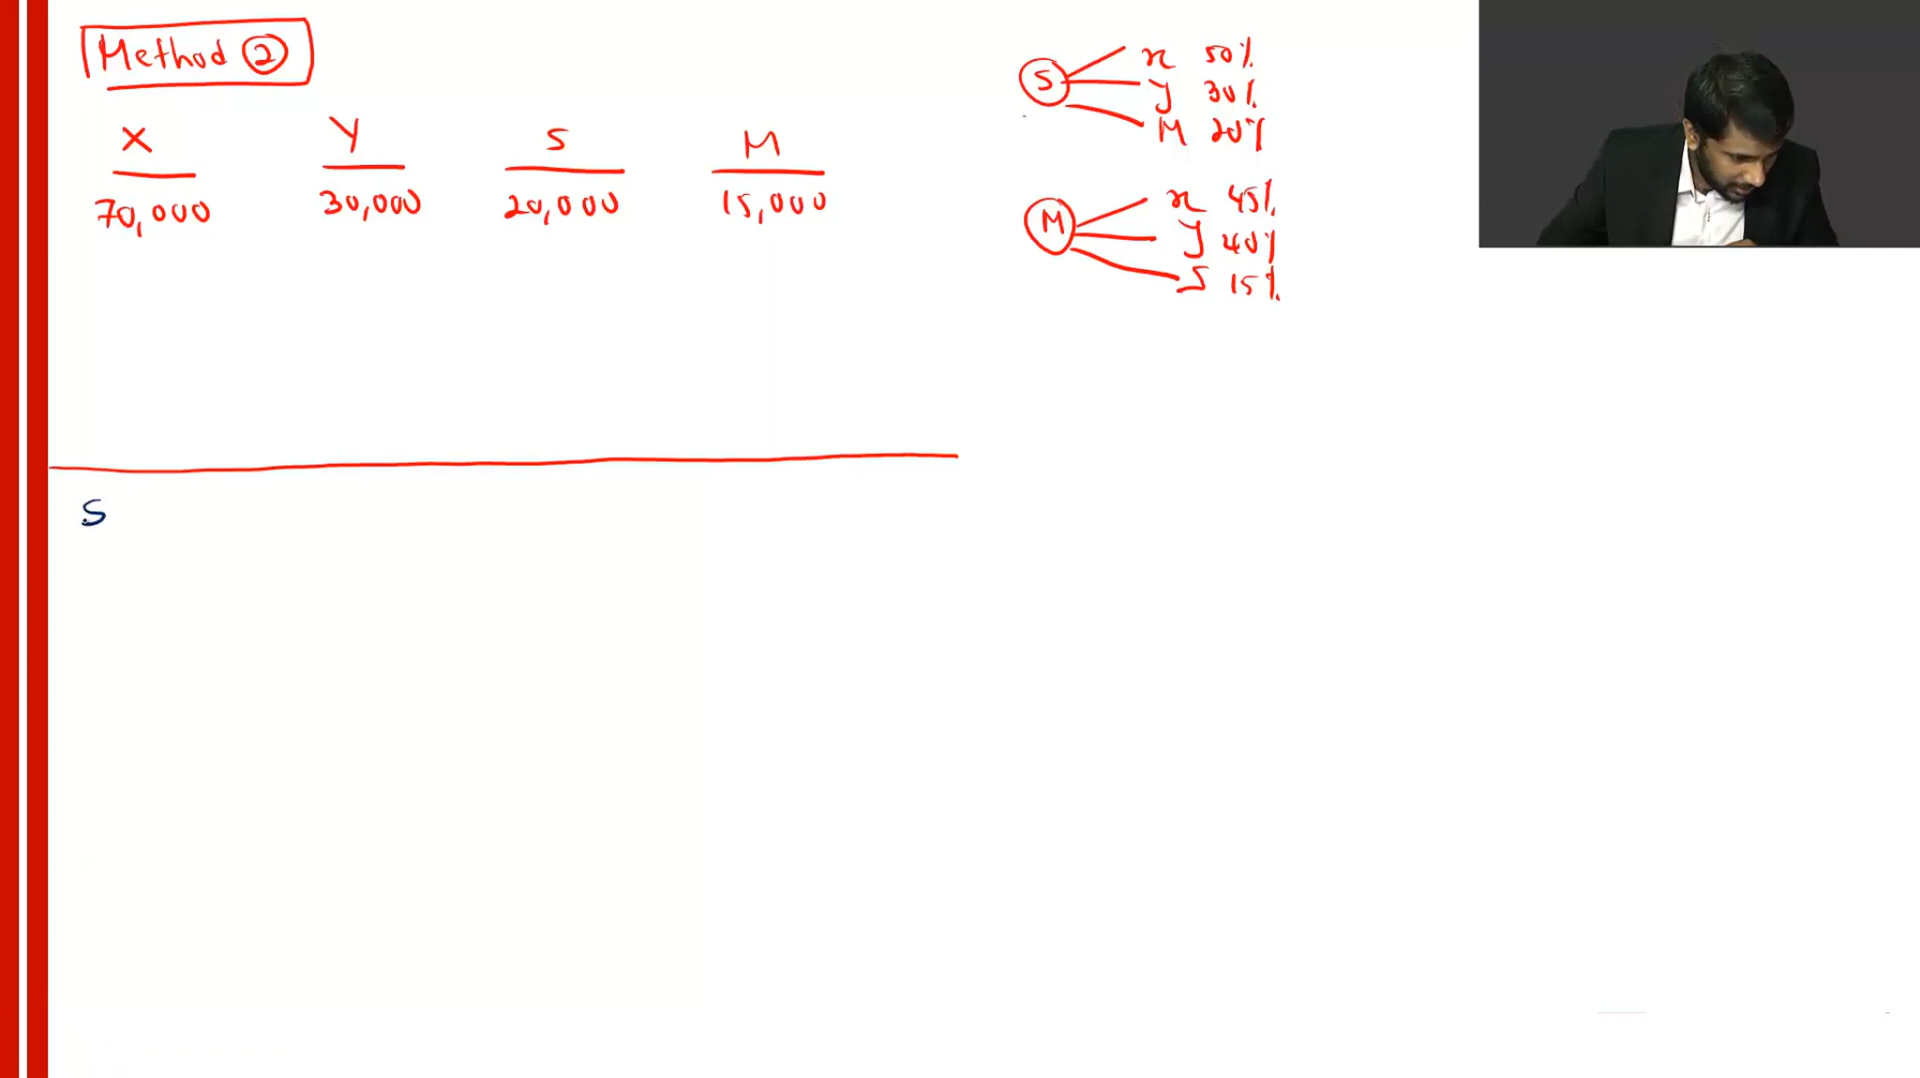 Method ②
X Y S M
70,000 30,000 20,000 15,000
S x 50%
y 30%
M 20%
M x 45%
y 40%
S 15%
S